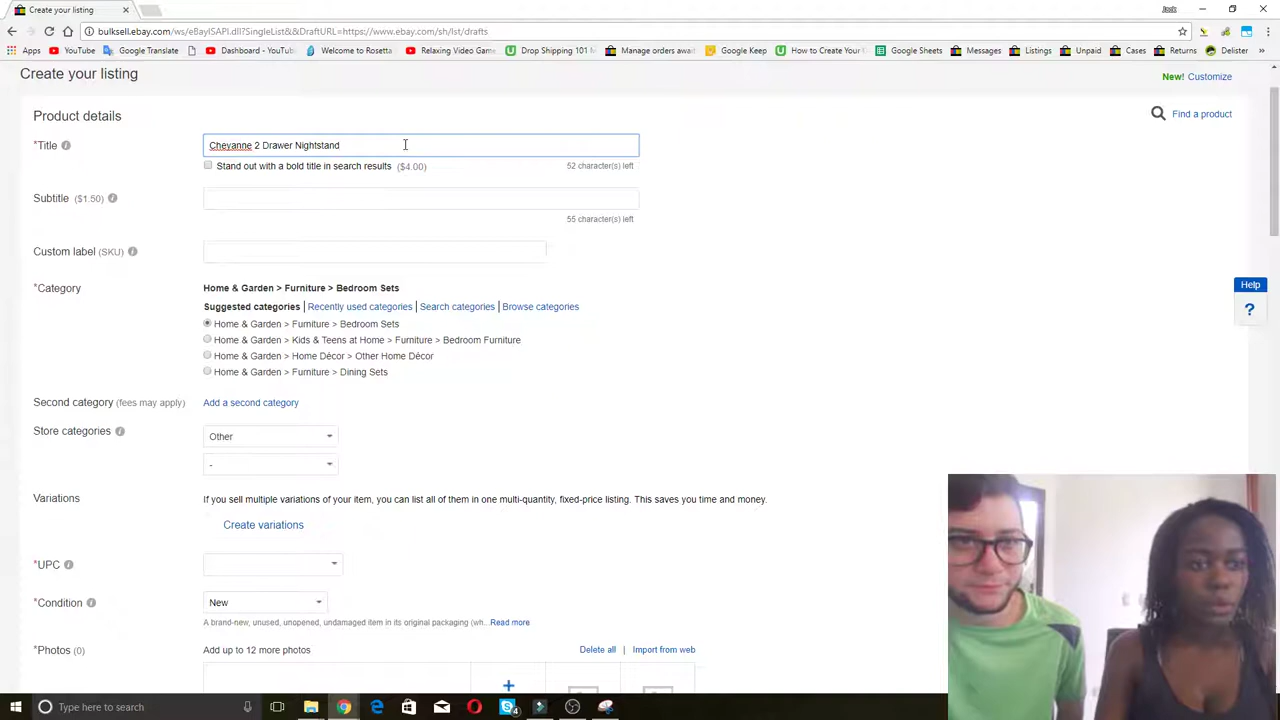 Create your listing
bulksell.ebay.com/ws/eBayISAPI.dll?SingleList&&DraftURL=https://www.ebay.com/sh/lst/drafts
Apps YouTube Google Translate Dashboard - YouTube Welcome to Rosetta Relaxing Video Game Drop Shipping 101 M Manage orders await Google Keep How to Create Your Google Sheets Messages Listings Unpaid Cases Returns Delister
Create your listing
New! Customize
Product details
Find a product
*Title
Cheyanne 2 Drawer Nightstand
Stand out with a bold title in search results ($4.00)
52 character(s) left
Subtitle ($1.50)
55 character(s) left
Custom label (SKU)
*Category
Home & Garden > Furniture > Bedroom Sets
Suggested categories | Recently used categories | Search categories | Browse categories
Home & Garden > Furniture > Bedroom Sets
Home & Garden > Kids & Teens at Home > Furniture > Bedroom Furniture
Home & Garden > Home Décor > Other Home Décor
Home & Garden > Furniture > Dining Sets
Help
?
Second category (fees may apply)
Add a second category
Store categories
Other
-
Variations
If you sell multiple variations of your item, you can list all of them in one multi-quantity, fixed-price listing. This saves you time and money.
Create variations
*UPC
*Condition
New
A brand-new, unused, unopened, undamaged item in its original packaging (wh...Read more
*Photos (0)
Add up to 12 more photos
Delete all | Import from web
Type here to search